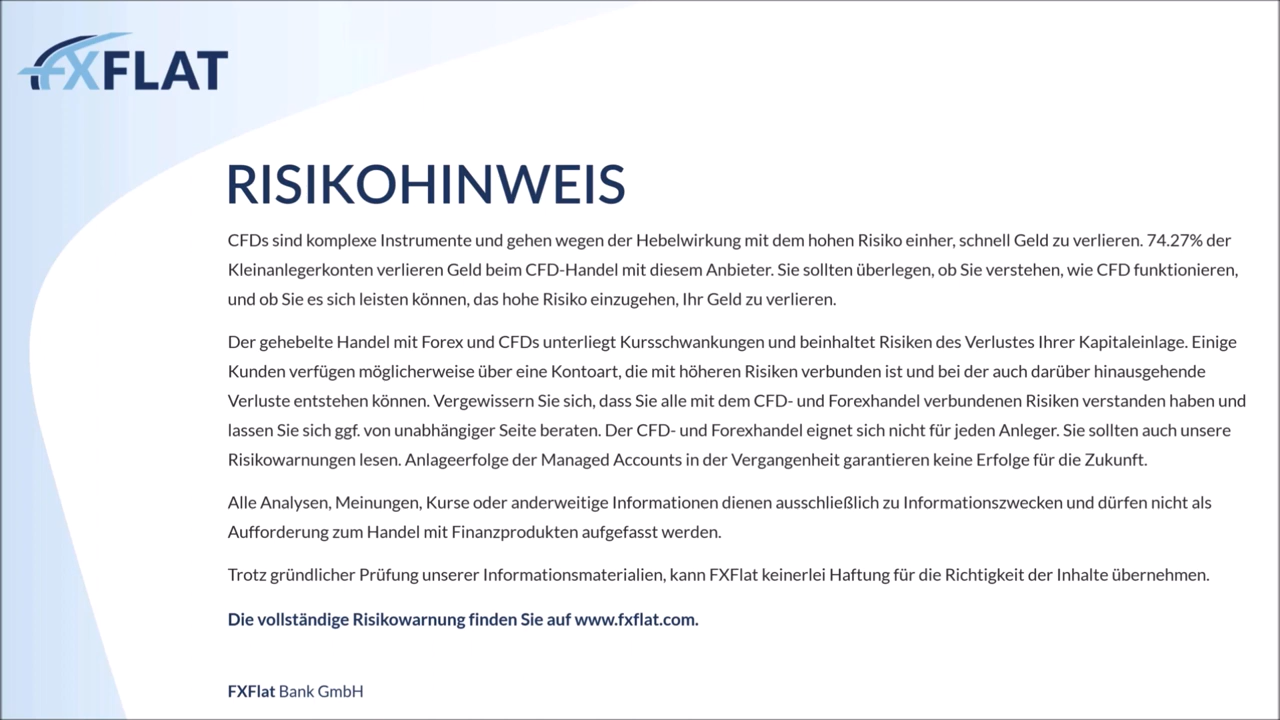 FXFLAT
RISIKOHINWEIS
CFDs sind komplexe Instrumente und gehen wegen der Hebelwirkung mit dem hohen Risiko einher, schnell Geld zu verlieren. 74.27% der
Kleinanlegerkonten verlieren Geld beim CFD-Handel mit diesem Anbieter. Sie sollten überlegen, ob Sie verstehen, wie CFD funktionieren,
und ob Sie es sich leisten können, das hohe Risiko einzugehen, Ihr Geld zu verlieren.
Der gehebelte Handel mit Forex und CFDs unterliegt Kursschwankungen und beinhaltet Risiken des Verlustes Ihrer Kapitaleinlage. Einige
Kunden verfügen möglicherweise über eine Kontoart, die mit höheren Risiken verbunden ist und bei der auch darüber hinausgehende
Verluste entstehen können. Vergewissern Sie sich, dass Sie alle mit dem CFD- und Forexhandel verbundenen Risiken verstanden haben und
lassen Sie sich ggf. von unabhängiger Seite beraten. Der CFD- und Forexhandel eignet sich nicht für jeden Anleger. Sie sollten auch unsere
Risikowarnungen lesen. Anlageerfolge der Managed Accounts in der Vergangenheit garantieren keine Erfolge für die Zukunft.
Alle Analysen, Meinungen, Kurse oder anderweitige Informationen dienen ausschließlich zu Informationszwecken und dürfen nicht als
Aufforderung zum Handel mit Finanzprodukten aufgefasst werden.
Trotz gründlicher Prüfung unserer Informationsmaterialien, kann FXFlat keinerlei Haftung für die Richtigkeit der Inhalte übernehmen.
Die vollständige Risikowarnung finden Sie auf www.fxflat.com.
FXFlat Bank GmbH